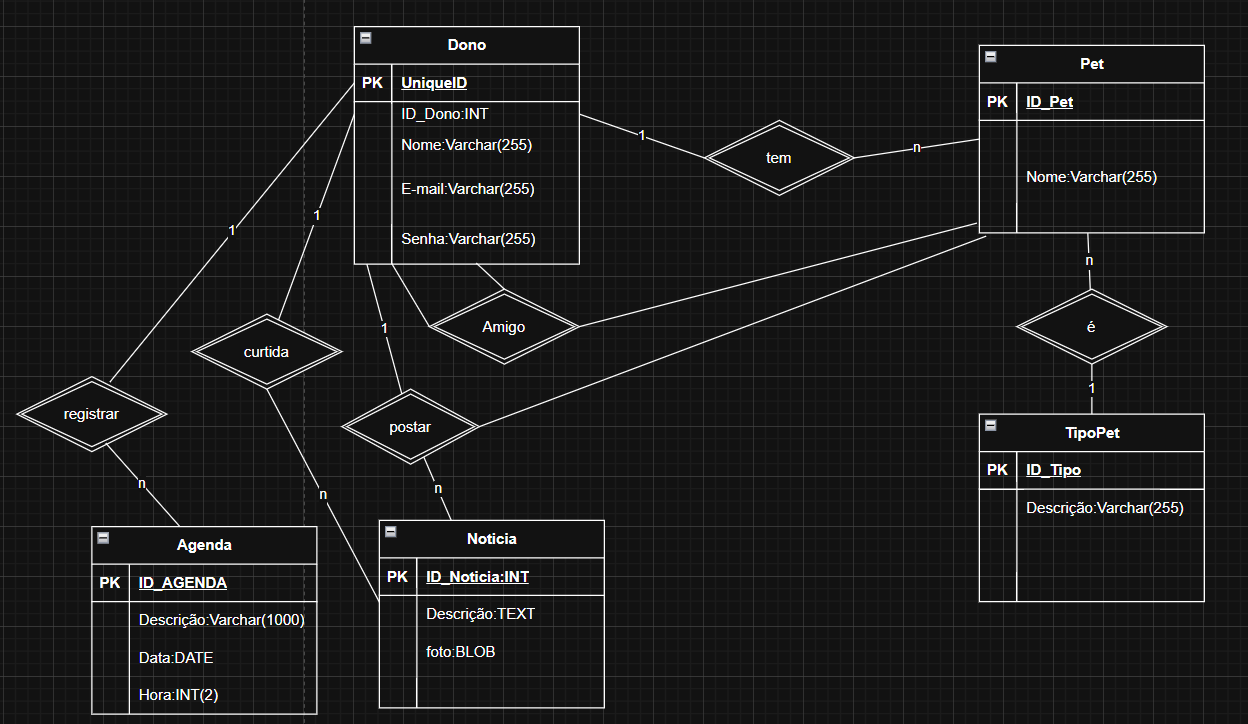 Dono
PK UniqueID
ID_Dono:INT
Nome:Varchar(255)
E-mail:Varchar(255)
Senha:Varchar(255)
Pet
PK ID_Pet
Nome:Varchar(255)
1
tem
n
1
1
n
1
Amigo
é
curtida
registrar
postar
1
n
n
n
TipoPet
PK ID_Tipo
Descrição:Varchar(255)
Agenda
PK ID_AGENDA
Descrição:Varchar(1000)
Data:DATE
Hora:INT(2)
Noticia
PK ID_Noticia:INT
Descrição:TEXT
foto:BLOB